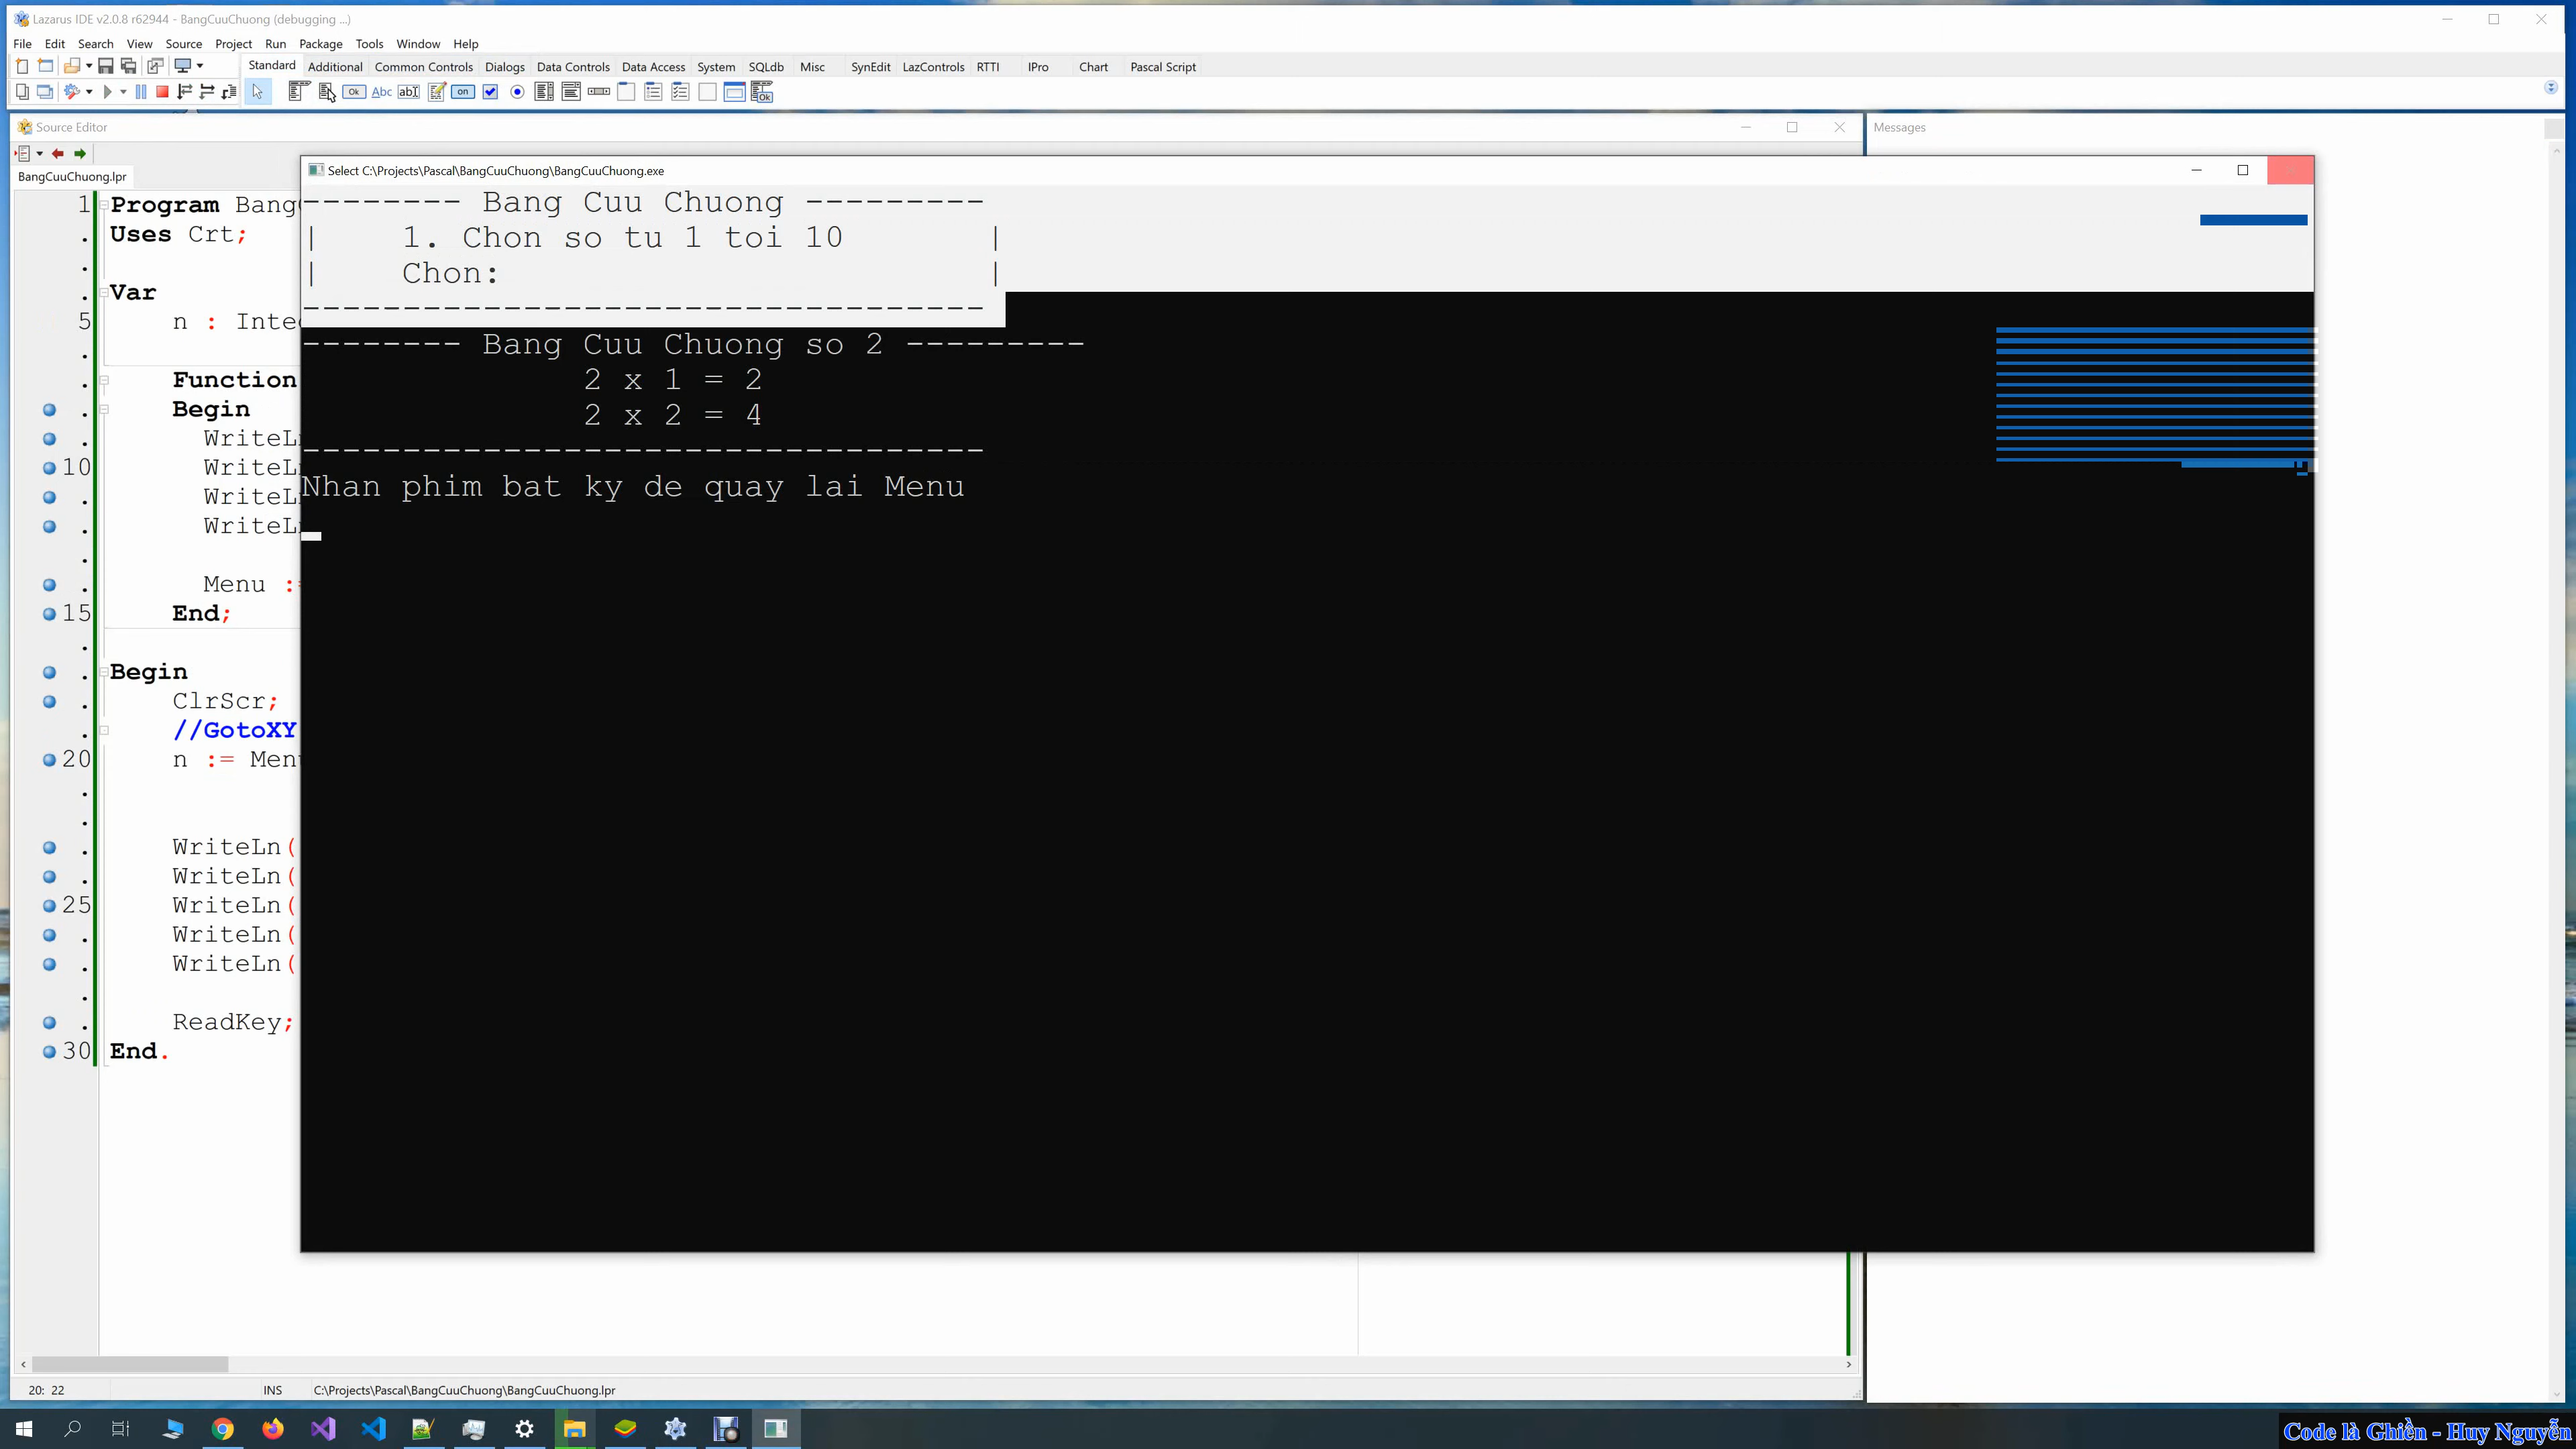 Lazarus IDE v2.0.8 r62944 - BangCuuChuong (debugging ...)
File Edit Search View Source Project Run Package Tools Window Help
Standard Additional Common Controls Dialogs Data Controls Data Access System SQLdb Misc SynEdit LazControls RTTI IPro Chart Pascal Script
Ok Abc abI on Ok
Source Editor
Messages
BangCuuChuong.lpr
Select C:\Projects\Pascal\BangCuuChuong\BangCuuChuong.exe
-------- Bang Cuu Chuong ---------
| 1. Chon so tu 1 toi 10 |
| Chon: |
----------------------------------
-------- Bang Cuu Chuong so 2 ---------
2 x 1 = 2
2 x 2 = 4
----------------------------------
Nhan phim bat ky de quay lai Menu
1 Program Bang
. Uses Crt;
.
. Var
5 n : Inte
.
. Function
. Begin
. WriteL
10 WriteL
. WriteL
. WriteL
.
. Menu :
15 End;
.
. Begin
. ClrScr;
. //GotoXY
20 n := Men
.
.
. WriteLn(
. WriteLn(
25 WriteLn(
. WriteLn(
. WriteLn(
.
. ReadKey;
30 End.
20: 22 INS C:\Projects\Pascal\BangCuuChuong\BangCuuChuong.lpr
Code là Ghiền - Huy Nguyễn